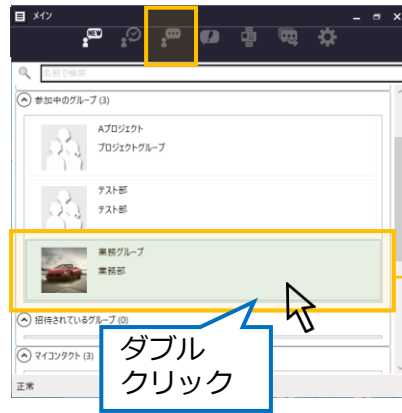 メイン
NEW
名前で検索
参加中のグループ (3)
Aプロジェクト
プロジェクトグループ
テスト部
テスト部
業務グループ
業務部
招待されているグループ (0)
マイコンタクト (3)
ダブル
クリック
正常